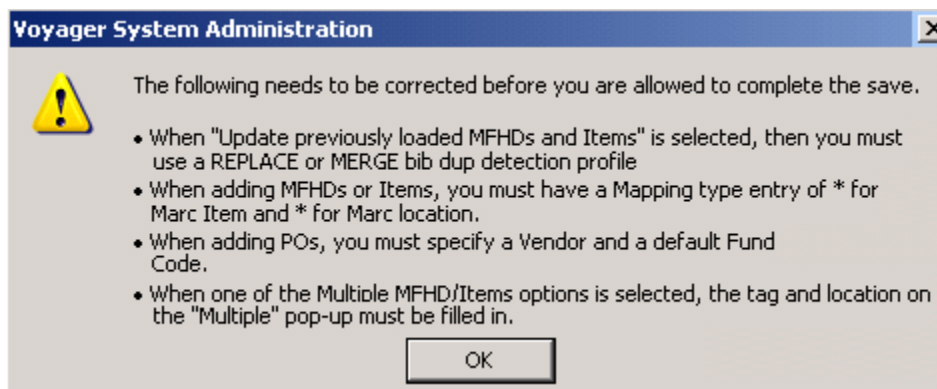 Voyager System Administration
The following needs to be corrected before you are allowed to complete the save.
• When "Update previously loaded MFHDs and Items" is selected, then you must
use a REPLACE or MERGE bib dup detection profile
• When adding MFHDs or Items, you must have a Mapping type entry of * for
Marc Item and * for Marc location.
• When adding POs, you must specify a Vendor and a default Fund
Code.
• When one of the Multiple MFHD/Items options is selected, the tag and location on
the "Multiple" pop-up must be filled in.
OK